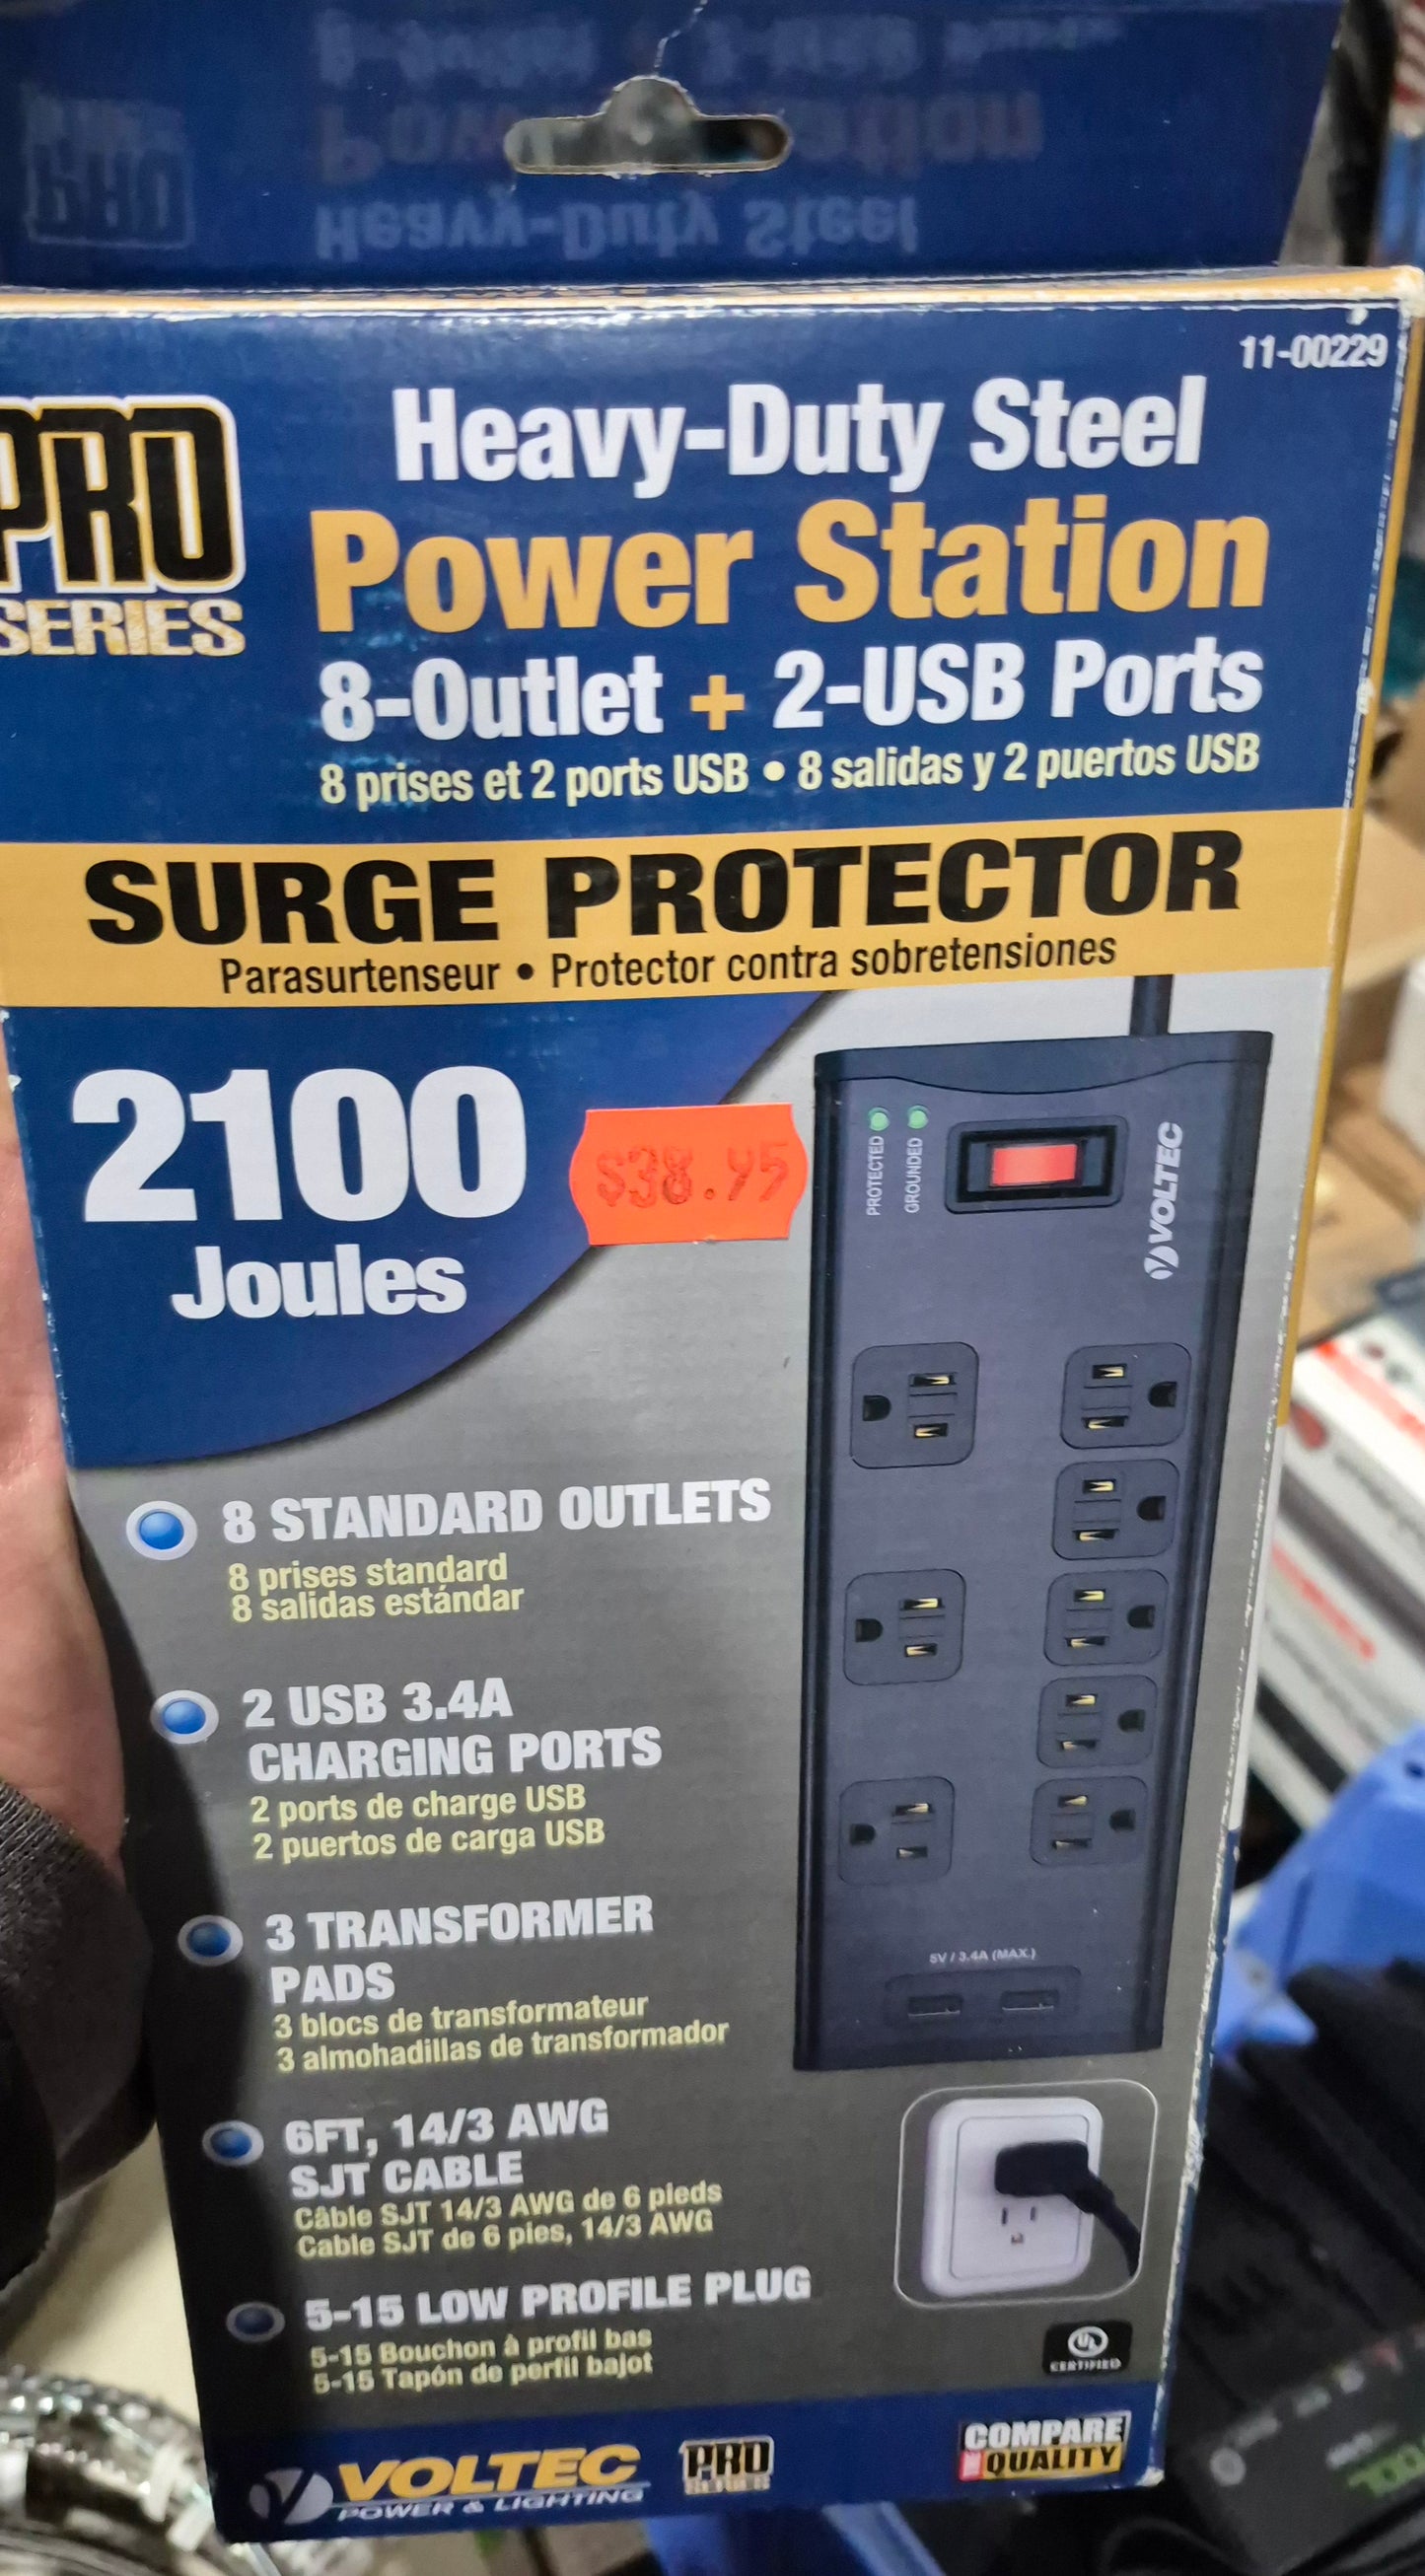 11-00229
PRO
SERIES
Heavy-Duty Steel
Power Station
8-Outlet + 2-USB Ports
8 prises et 2 ports USB • 8 salidas y 2 puertos USB
SURGE PROTECTOR
Parasurtenseur • Protector contra sobretensiones
2100
Joules
$38.95
PROTECTED
GROUNDED
VOLTEC
8 STANDARD OUTLETS
8 prises standard
8 salidas estándar
2 USB 3.4A
CHARGING PORTS
2 ports de charge USB
2 puertos de carga USB
3 TRANSFORMER
PADS
3 blocs de transformateur
3 almohadillas de transformador
5V / 3.4A (MAX.)
6FT, 14/3 AWG
SJT CABLE
Câble SJT 14/3 AWG de 6 pieds
Cable SJT de 6 pies, 14/3 AWG
5-15 LOW PROFILE PLUG
5-15 Bouchon à profil bas
5-15 Tapón de perfil bajot
UL
CERTIFIED
VOLTEC
POWER & LIGHTING
PRO
SERIES
COMPARE
THE QUALITY
Heavy-Duty Steel